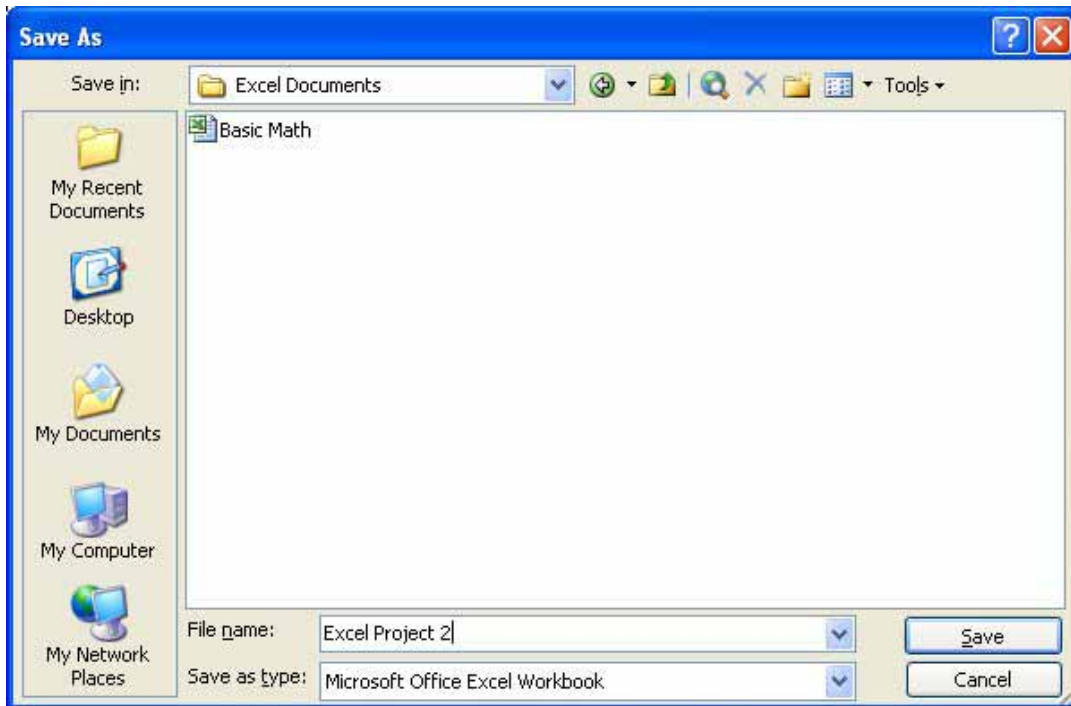 Save As
Save in:
Excel Documents
Tools
Basic Math
My Recent
Documents
Desktop
My Documents
My Computer
My Network
Places
File name:
Excel Project 2
Save
Save as type:
Microsoft Office Excel Workbook
Cancel